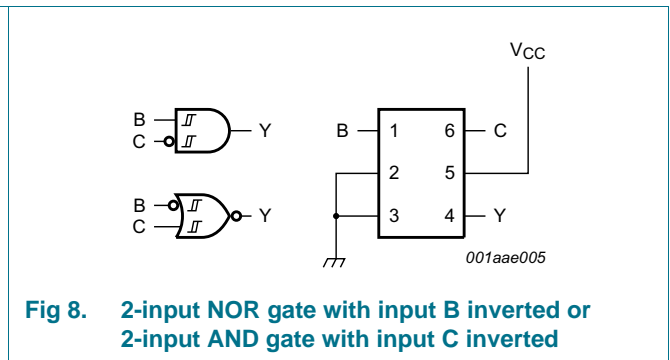 VCC
B
C
Y
B 1 6 C
2 5
3 4 Y
B
C
Y
001aae005
Fig 8. 2-input NOR gate with input B inverted or
2-input AND gate with input C inverted